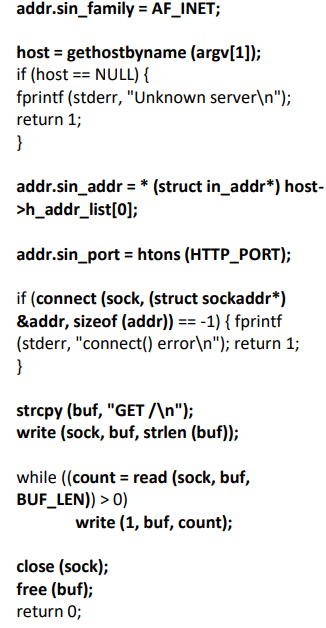 addr.sin_family = AF_INET;
host = gethostbyname (argv[1]);
if (host == NULL) {
fprintf (stderr, "Unknown server\n");
return 1;
}
addr.sin_addr = * (struct in_addr*) host-
>h_addr_list[0];
addr.sin_port = htons (HTTP_PORT);
if (connect (sock, (struct sockaddr*)
&addr, sizeof (addr)) == -1) { fprintf
(stderr, "connect() error\n"); return 1;
}
strcpy (buf, "GET /\n");
write (sock, buf, strlen (buf));
while ((count = read (sock, buf,
BUF_LEN)) > 0)
write (1, buf, count);
close (sock);
free (buf);
return 0;